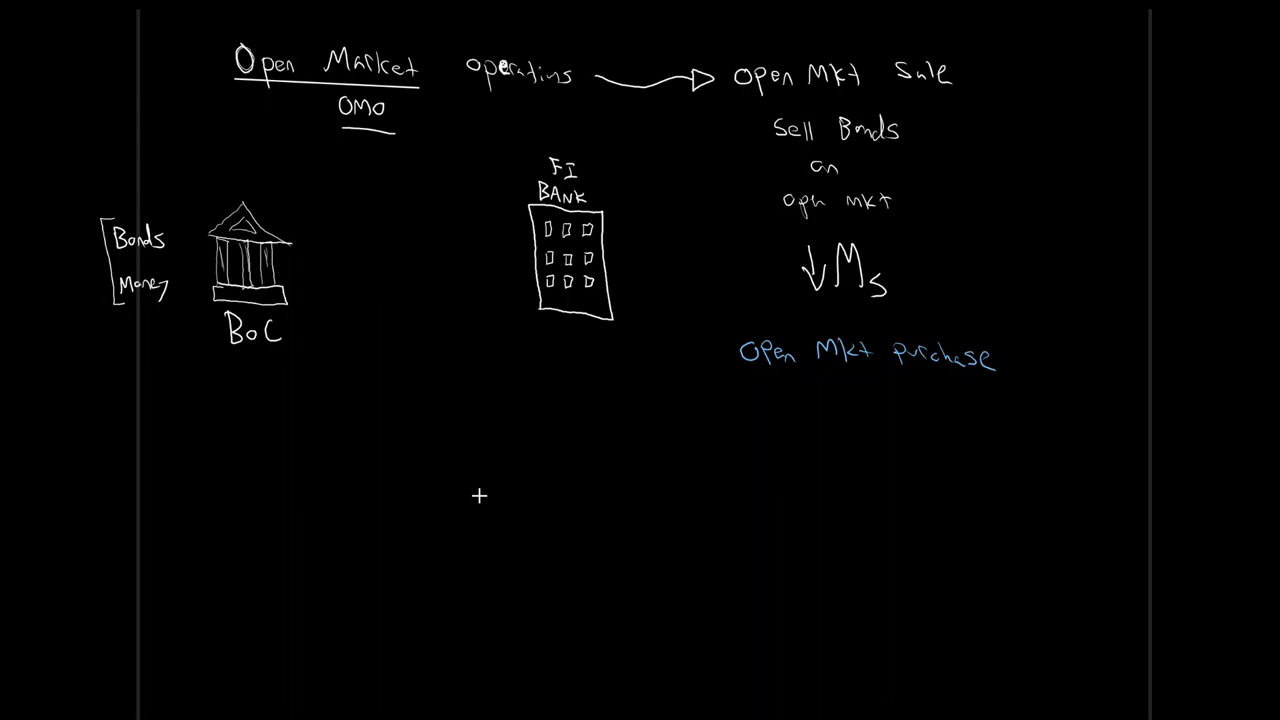 Open Market operatins
OMO
Open Mkt Sale
Sell Bonds
on
open mkt
↓ Ms
Open Mkt purchase
FI
BANK
Bonds
Money
BoC